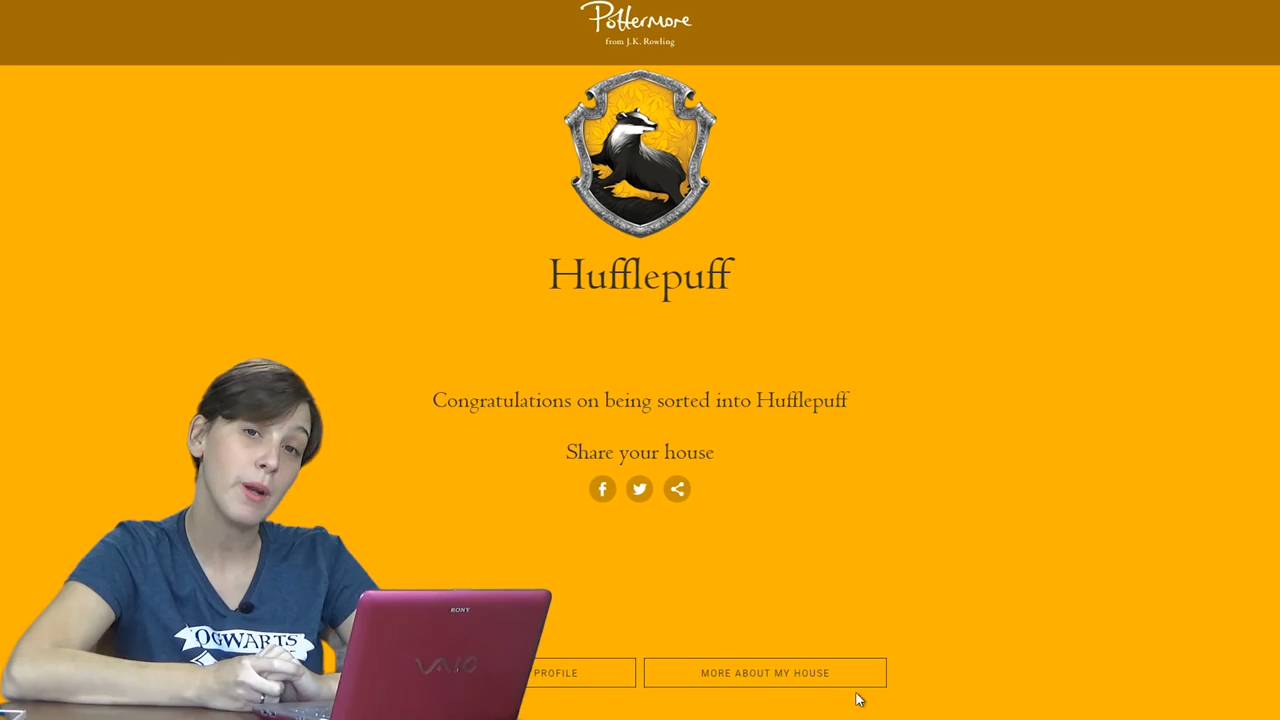 Pottermore
from J.K. Rowling
Hufflepuff
Congratulations on being sorted into Hufflepuff
Share your house
SONY
VAIO
OGWARTS
PROFILE
MORE ABOUT MY HOUSE